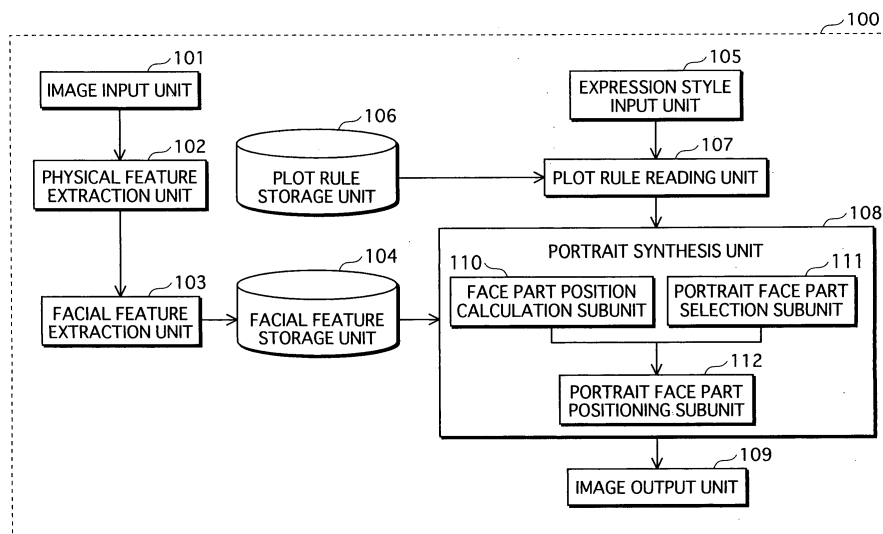 100
101
IMAGE INPUT UNIT
105
EXPRESSION STYLE
INPUT UNIT
106
PLOT RULE
STORAGE UNIT
102
PHYSICAL FEATURE
EXTRACTION UNIT
107
PLOT RULE READING UNIT
108
PORTRAIT SYNTHESIS UNIT
103
FACIAL FEATURE
EXTRACTION UNIT
104
FACIAL FEATURE
STORAGE UNIT
110
FACE PART POSITION
CALCULATION SUBUNIT
111
PORTRAIT FACE PART
SELECTION SUBUNIT
112
PORTRAIT FACE PART
POSITIONING SUBUNIT
109
IMAGE OUTPUT UNIT